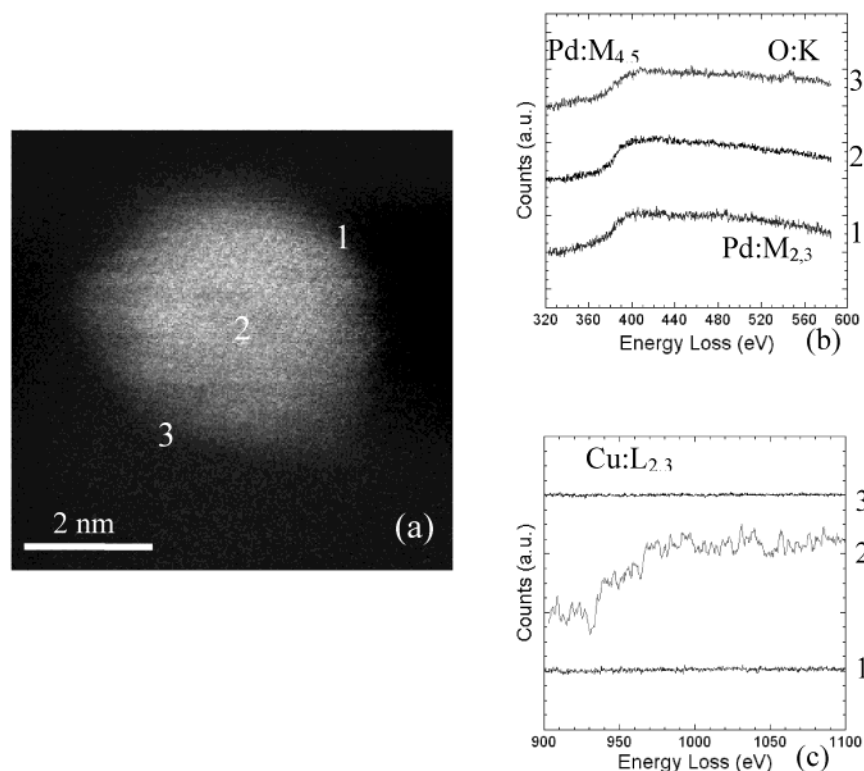 1
2
3
2 nm
(a)
Pd:M4,5
O:K
3
2
1
Pd:M2,3
Counts (a.u.)
320 360 400 440 480 520 560 600
Energy Loss (eV)
(b)
Cu:L2,3
3
2
1
Counts (a.u.)
900 950 1000 1050 1100
Energy Loss (eV)
(c)